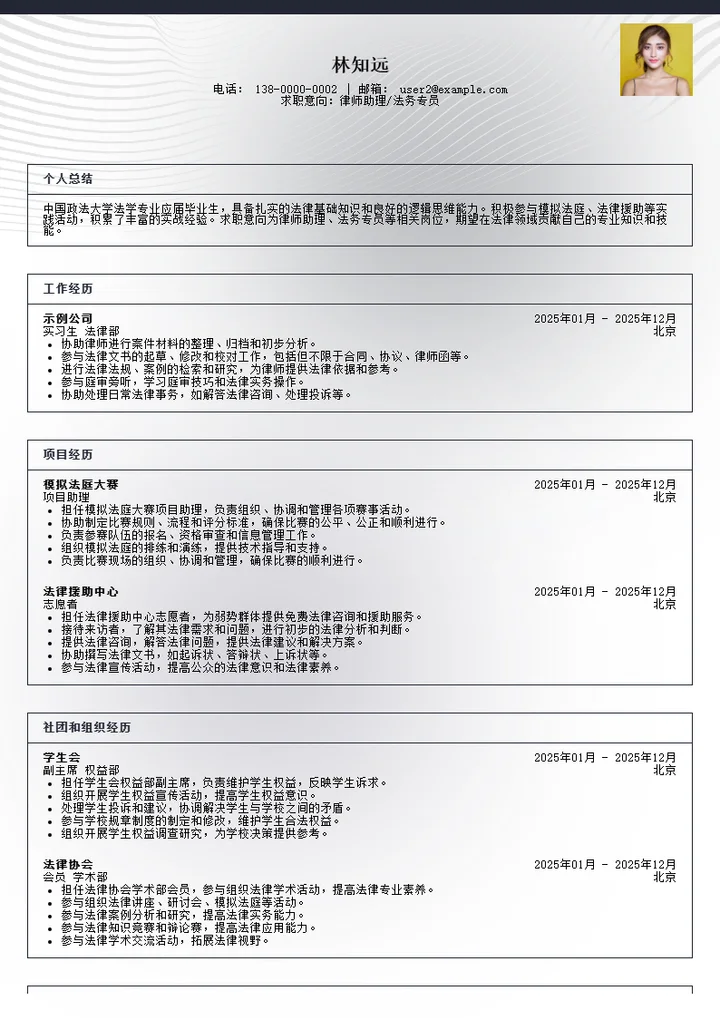 林知远
电话： 138-0000-0002 | 邮箱： user2@example.com
求职意向：律师助理/法务专员
个人总结
中国政法大学法学专业应届毕业生，具备扎实的法律基础知识和良好的逻辑思维能力。积极参与模拟法庭、法律援助等实
践活动，积累了丰富的实战经验。求职意向为律师助理、法务专员等相关岗位，期望在法律领域贡献自己的专业知识和技
能。
工作经历
示例公司 2025年01月 - 2025年12月
实习生 法律部 北京
• 协助律师进行案件材料的整理、归档和初步分析。
• 参与法律文书的起草、修改和校对工作，包括但不限于合同、协议、律师函等。
• 进行法律法规、案例的检索和研究，为律师提供法律依据和参考。
• 参与庭审旁听，学习庭审技巧和法律实务操作。
• 协助处理日常法律事务，如解答法律咨询、处理投诉等。
项目经历
模拟法庭大赛 2025年01月 - 2025年12月
项目助理 北京
• 担任模拟法庭大赛项目助理，负责组织、协调和管理各项赛事活动。
• 协助制定比赛规则、流程和评分标准，确保比赛的公平、公正和顺利进行。
• 负责参赛队伍的报名、资格审查和信息管理工作。
• 组织模拟法庭的排练和演练，提供技术指导和支持。
• 负责比赛现场的组织、协调和管理，确保比赛的顺利进行。
法律援助中心 2025年01月 - 2025年12月
志愿者 北京
• 担任法律援助中心志愿者，为弱势群体提供免费法律咨询和援助服务。
• 接待来访者，了解其法律需求和问题，进行初步的法律分析和判断。
• 提供法律咨询，解答法律问题，提供法律建议和解决方案。
• 协助撰写法律文书，如起诉状、答辩状、上诉状等。
• 参与法律宣传活动，提高公众的法律意识和法律素养。
社团和组织经历
学生会 2025年01月 - 2025年12月
副主席 权益部 北京
• 担任学生会权益部副主席，负责维护学生权益，反映学生诉求。
• 组织开展学生权益宣传活动，提高学生权益意识。
• 处理学生投诉和建议，协调解决学生与学校之间的矛盾。
• 参与学校规章制度的制定和修改，维护学生合法权益。
• 组织开展学生权益调查研究，为学校决策提供参考。
法律协会 2025年01月 - 2025年12月
会员 学术部 北京
• 担任法律协会学术部会员，参与组织法律学术活动，提高法律专业素养。
• 参与组织法律讲座、研讨会、模拟法庭等活动。
• 参与法律案例分析和研究，提高法律实务能力。
• 参与法律知识竞赛和辩论赛，提高法律应用能力。
• 参与法律学术交流活动，拓展法律视野。